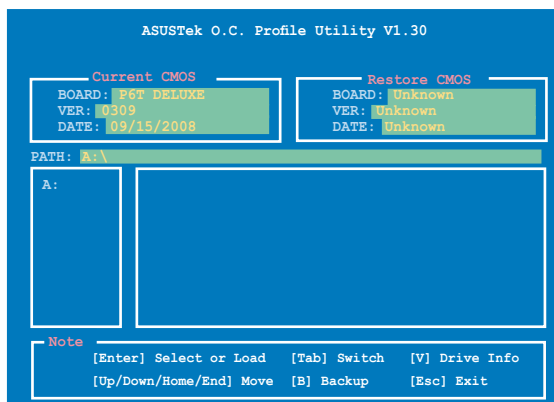 ASUSTek O.C. Profile Utility V1.30
Current CMOS
BOARD: P6T DELUXE
VER: 0309
DATE: 09/15/2008
Restore CMOS
BOARD: Unknown
VER: Unknown
DATE: Unknown
PATH: A:\
A:
Note
[Enter] Select or Load [Tab] Switch [V] Drive Info
[Up/Down/Home/End] Move [B] Backup [Esc] Exit